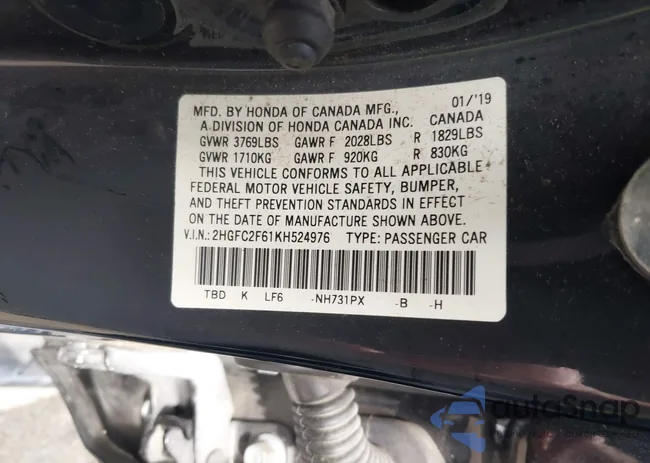 MFD. BY HONDA OF CANADA MFG., 01/'19
A DIVISION OF HONDA CANADA INC. CANADA
GVWR 3769LBS GAWR F 2028LBS R 1829LBS
GVWR 1710KG GAWR F 920KG R 830KG
THIS VEHICLE CONFORMS TO ALL APPLICABLE
FEDERAL MOTOR VEHICLE SAFETY, BUMPER,
AND THEFT PREVENTION STANDARDS IN EFFECT
ON THE DATE OF MANUFACTURE SHOWN ABOVE.
V.I.N.: 2HGFC2F61KH524976 TYPE: PASSENGER CAR
TBD K LF6 -NH731PX -B -H
autoSnap